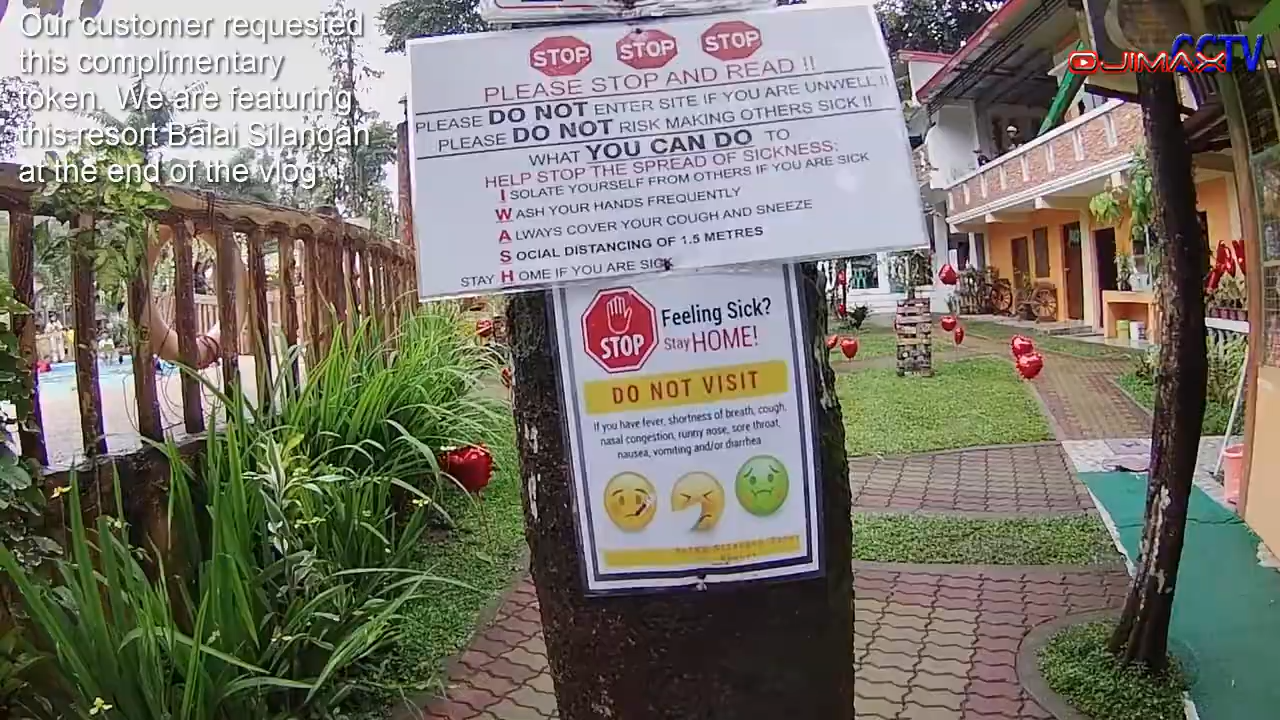 Our customer requested
this complimentary
token. We are featuring
this resort Balai Silangan
at the end of the vlog
OJIMAX CCTV
STOP STOP STOP
PLEASE STOP AND READ !!
PLEASE DO NOT ENTER SITE IF YOU ARE UNWELL !!
PLEASE DO NOT RISK MAKING OTHERS SICK !!
WHAT YOU CAN DO TO
HELP STOP THE SPREAD OF SICKNESS:
I SOLATE YOURSELF FROM OTHERS IF YOU ARE SICK
W ASH YOUR HANDS FREQUENTLY
A LWAYS COVER YOUR COUGH AND SNEEZE
S OCIAL DISTANCING OF 1.5 METRES
STAY H OME IF YOU ARE SICK
STOP
Feeling Sick?
Stay HOME!
DO NOT VISIT
If you have fever, shortness of breath, cough,
nasal congestion, runny nose, sore throat,
nausea, vomiting and/or diarrhea